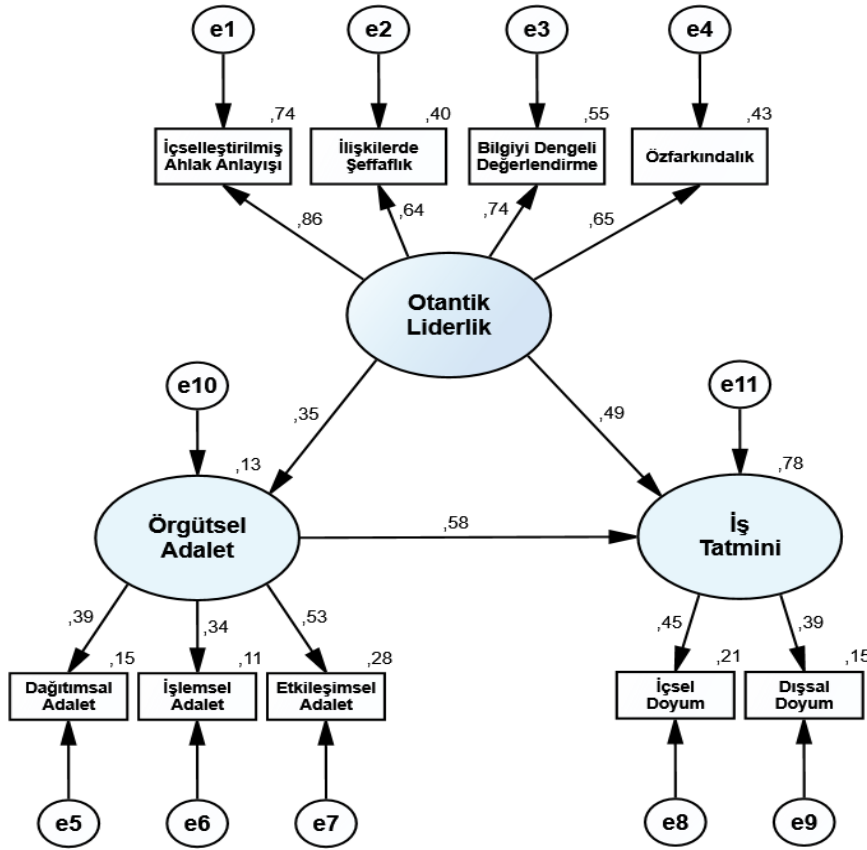 e1
e2
e3
e4
,74
,40
,55
,43
İçselleştirilmiş
Ahlak Anlayışı
İlişkilerde
Şeffaflık
Bilgiyi Dengeli
Değerlendirme
Özfarkındalık
,86
,64
,74
,65
Otantik
Liderlik
e10
e11
,35
,49
,13
,78
Örgütsel
Adalet
,58
İş
Tatmini
,39
,34
,53
,45
,39
,15
,11
,28
,21
,15
Dağıtımsal
Adalet
İşlemsel
Adalet
Etkileşimsel
Adalet
İçsel
Doyum
Dışsal
Doyum
e5
e6
e7
e8
e9